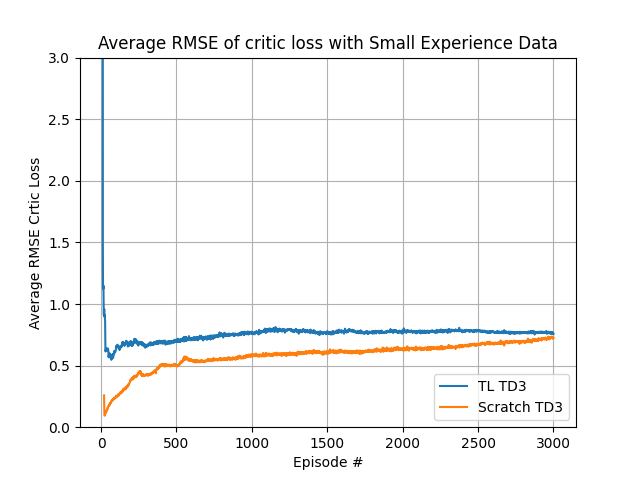 Average RMSE of critic loss with Small Experience Data
Average RMSE Crtic Loss
3.0
2.5
2.0
1.5
1.0
0.5
0.0
0 500 1000 1500 2000 2500 3000
Episode #
TL TD3
Scratch TD3